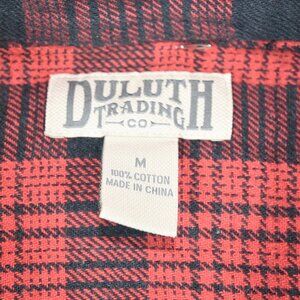 DULUTH
TRADING
CO
M
100% COTTON
MADE IN CHINA